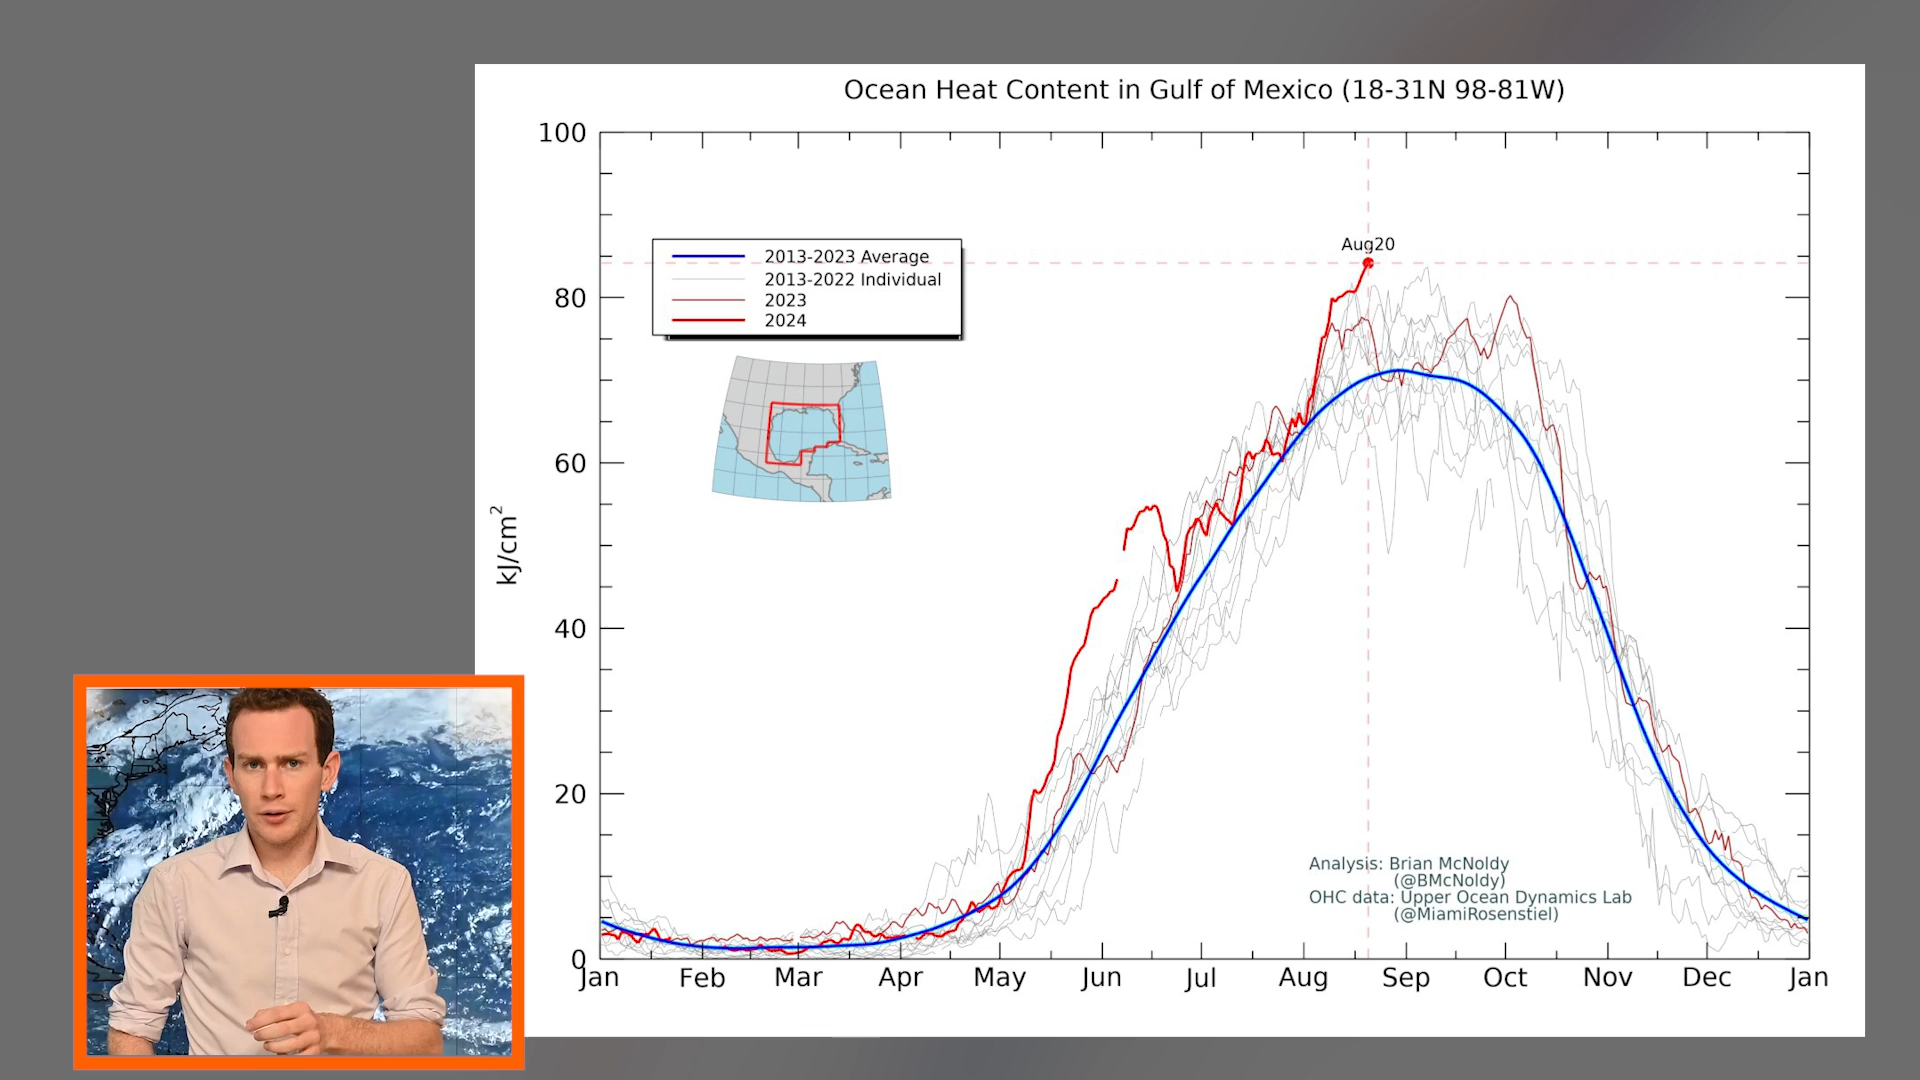 Ocean Heat Content in Gulf of Mexico (18-31N 98-81W)
100
80
60
40
20
0
kJ/cm²
Aug20
2013-2023 Average
2013-2022 Individual
2023
2024
Analysis: Brian McNoldy
(@BMcNoldy)
OHC data: Upper Ocean Dynamics Lab
(@MiamiRosenstiel)
Jan Feb Mar Apr May Jun Jul Aug Sep Oct Nov Dec Jan